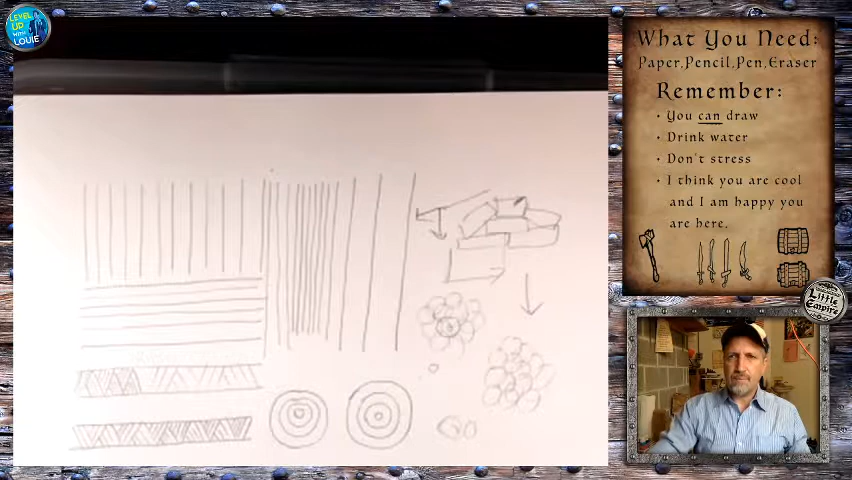 LEVEL
UP
WITH
LOUIE
What You Need:
Paper,Pencil,Pen,Eraser
Remember:
• You can draw
• Drink water
• Don't stress
• I think you are cool
and I am happy you
are here.
Little
Empire